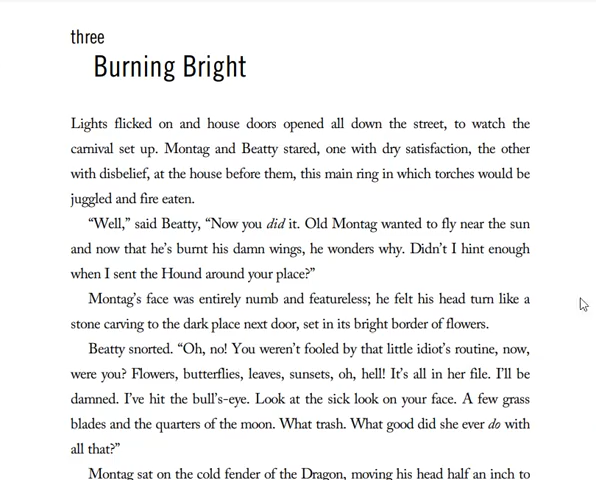 three
Burning Bright
Lights flicked on and house doors opened all down the street, to watch the
carnival set up. Montag and Beatty stared, one with dry satisfaction, the other
with disbelief, at the house before them, this main ring in which torches would be
juggled and fire eaten.
“Well,” said Beatty, “Now you did it. Old Montag wanted to fly near the sun
and now that he’s burnt his damn wings, he wonders why. Didn’t I hint enough
when I sent the Hound around your place?”
Montag’s face was entirely numb and featureless; he felt his head turn like a
stone carving to the dark place next door, set in its bright border of flowers.
Beatty snorted. “Oh, no! You weren’t fooled by that little idiot’s routine, now,
were you? Flowers, butterflies, leaves, sunsets, oh, hell! It’s all in her file. I’ll be
damned. I’ve hit the bull’s-eye. Look at the sick look on your face. A few grass
blades and the quarters of the moon. What trash. What good did she ever do with
all that?”
Montag sat on the cold fender of the Dragon, moving his head half an inch to